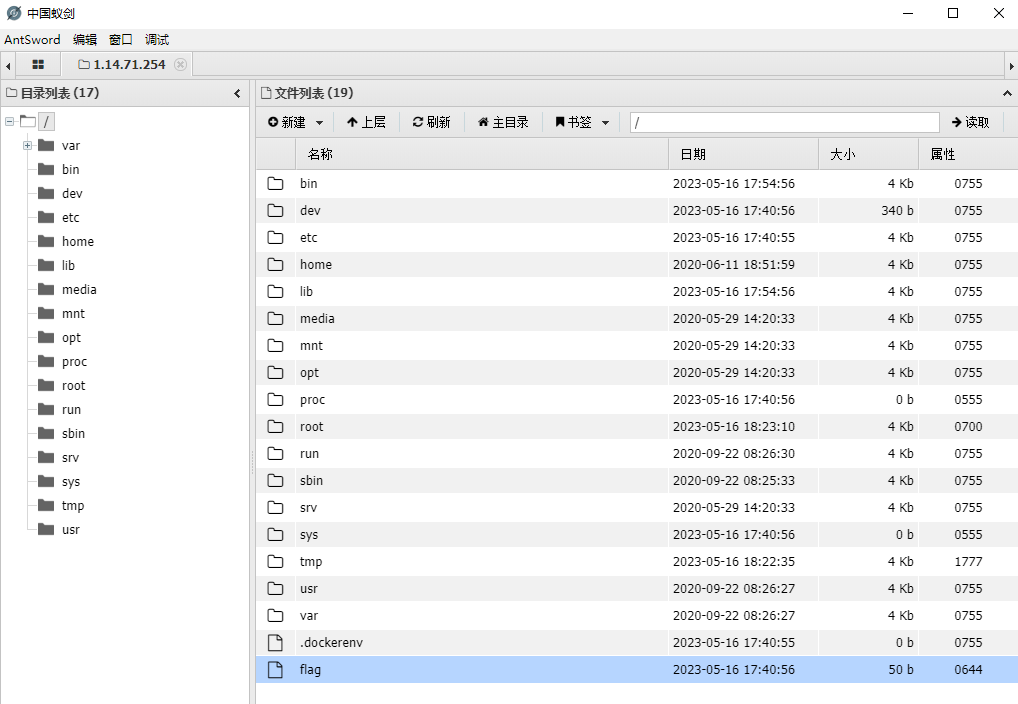 中国蚁剑
AntSword 编辑 窗口 调试
1.14.71.254
目录列表 (17)
/
var
bin
dev
etc
home
lib
media
mnt
opt
proc
root
run
sbin
srv
sys
tmp
usr
文件列表 (19)
新建 上层 刷新 主目录 书签 / 读取
名称 日期 大小 属性
bin 2023-05-16 17:54:56 4 Kb 0755
dev 2023-05-16 17:40:56 340 b 0755
etc 2023-05-16 17:40:55 4 Kb 0755
home 2020-06-11 18:51:59 4 Kb 0755
lib 2023-05-16 17:54:56 4 Kb 0755
media 2020-05-29 14:20:33 4 Kb 0755
mnt 2020-05-29 14:20:33 4 Kb 0755
opt 2020-05-29 14:20:33 4 Kb 0755
proc 2023-05-16 17:40:56 0 b 0555
root 2023-05-16 18:23:10 4 Kb 0700
run 2020-09-22 08:26:30 4 Kb 0755
sbin 2020-09-22 08:25:33 4 Kb 0755
srv 2020-05-29 14:20:33 4 Kb 0755
sys 2023-05-16 17:40:56 0 b 0555
tmp 2023-05-16 18:22:35 4 Kb 1777
usr 2020-09-22 08:26:27 4 Kb 0755
var 2020-09-22 08:26:27 4 Kb 0755
.dockerenv 2023-05-16 17:40:55 0 b 0755
flag 2023-05-16 17:40:56 50 b 0644